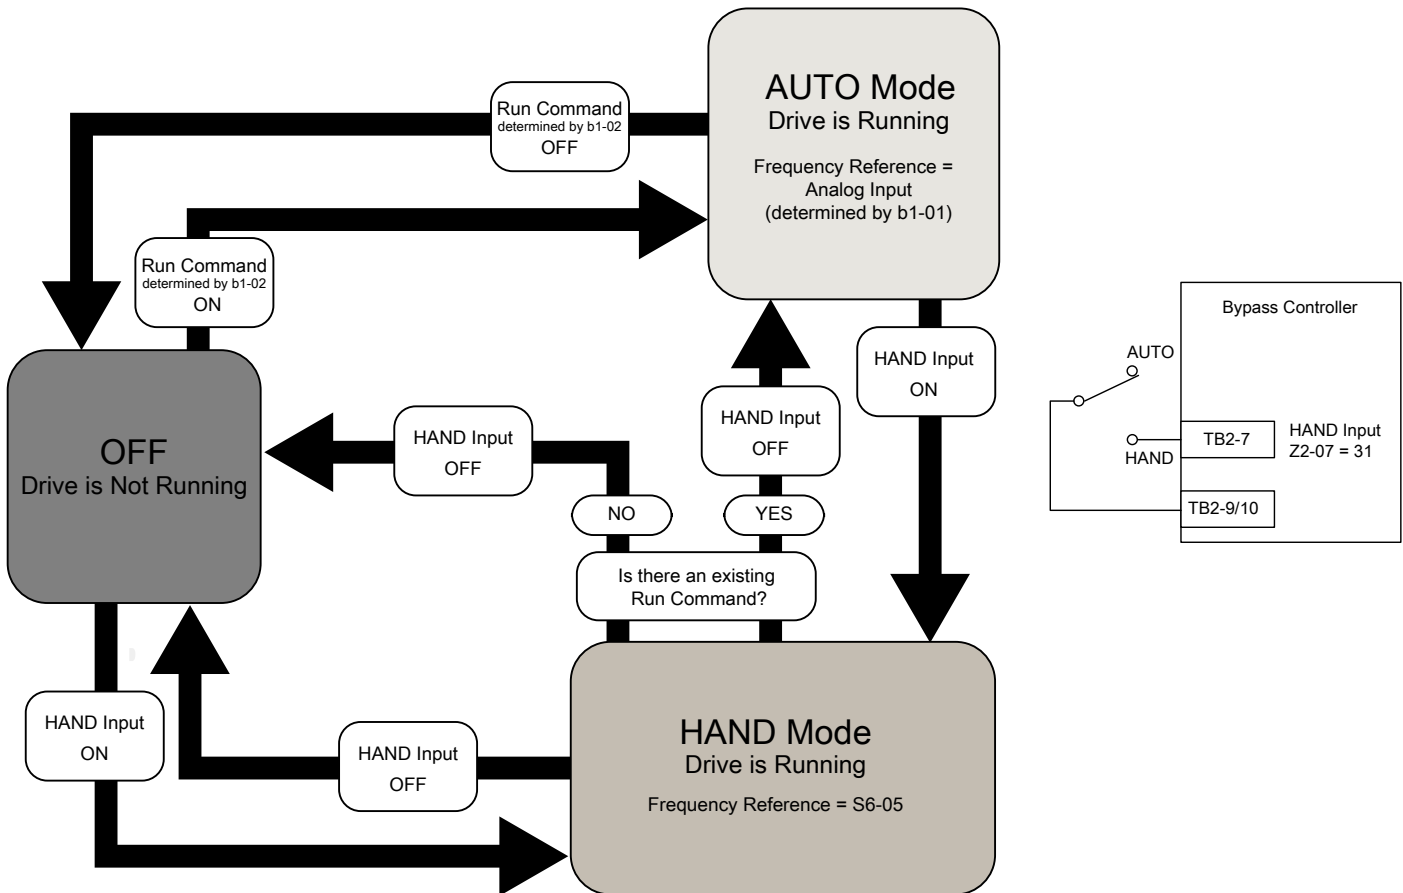 Run Command
determined by b1-02
OFF
AUTO Mode
Drive is Running
Frequency Reference =
Analog Input
(determined by b1-01)
Run Command
determined by b1-02
ON
Bypass Controller
AUTO
HAND Input
ON
HAND Input
OFF
HAND Input
OFF
OFF
Drive is Not Running
TB2-7
HAND Input
Z2-07 = 31
HAND
TB2-9/10
NO
YES
Is there an existing
Run Command?
HAND Input
ON
HAND Input
OFF
HAND Mode
Drive is Running
Frequency Reference = S6-05